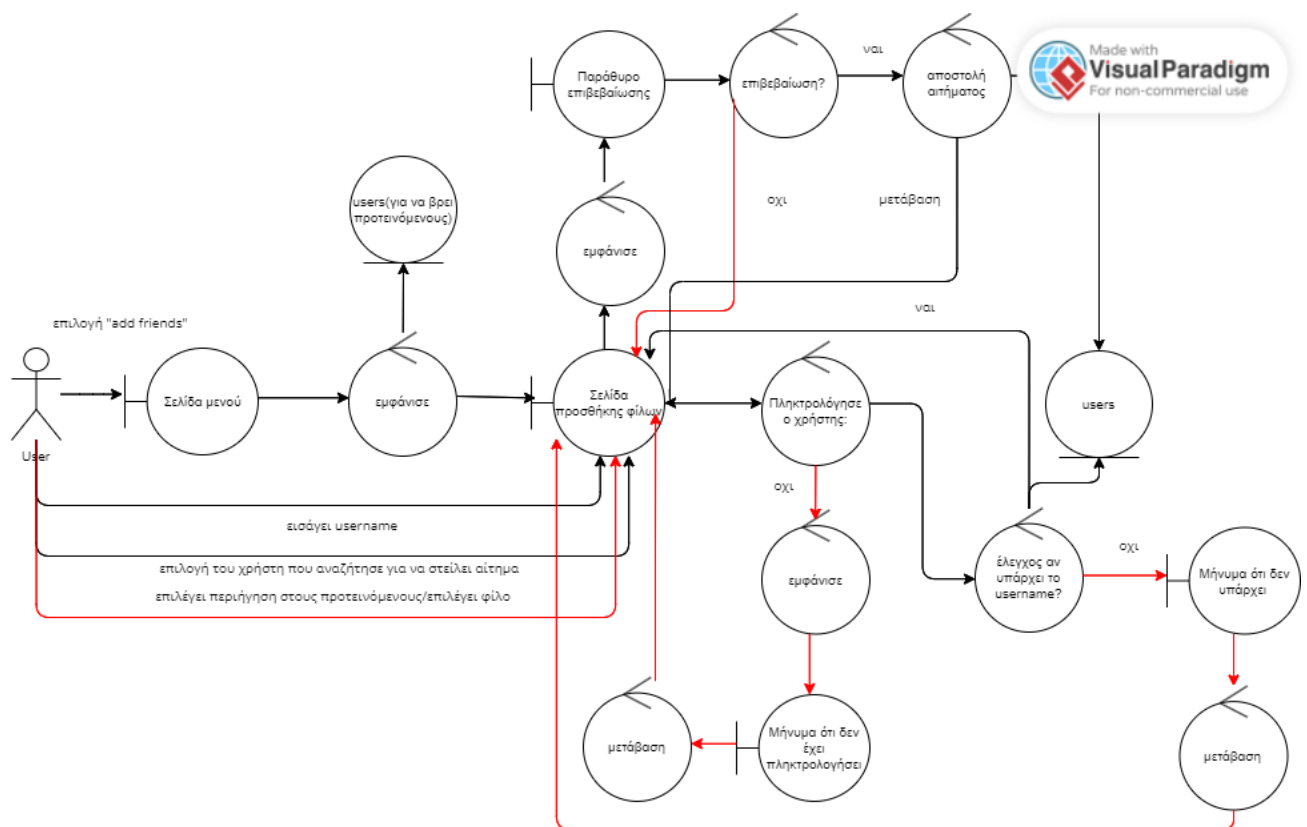 Made with
Visual Paradigm
For non-commercial use
Παράθυρο
επιβεβαίωσης
επιβεβαίωση?
ναι
αποστολή
αιτήματος
users(για να βρει
προτεινόμενους)
οχι
μετάβαση
εμφάνισε
ναι
επιλογή "add friends"
Σελίδα μενού
εμφάνισε
Σελίδα
προσθήκης φίλων
Πληκτρολόγησε
ο χρήστης:
users
User
οχι
εισάγει username
επιλογή του χρήστη που αναζήτησε για να στείλει αίτημα
επιλέγει περιήγηση στους προτεινόμενους/επιλέγει φίλο
εμφάνισε
έλεγχος αν
υπάρχει το
username?
οχι
Μήνυμα ότι δεν
υπάρχει
μετάβαση
Μήνυμα ότι δεν
έχει
πληκτρολογήσει
μετάβαση